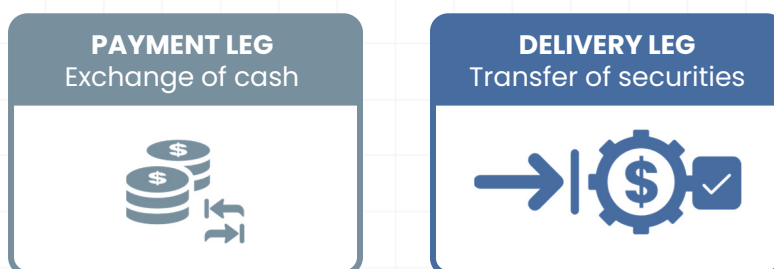 PAYMENT LEG
Exchange of cash
$
$
DELIVERY LEG
Transfer of securities
$